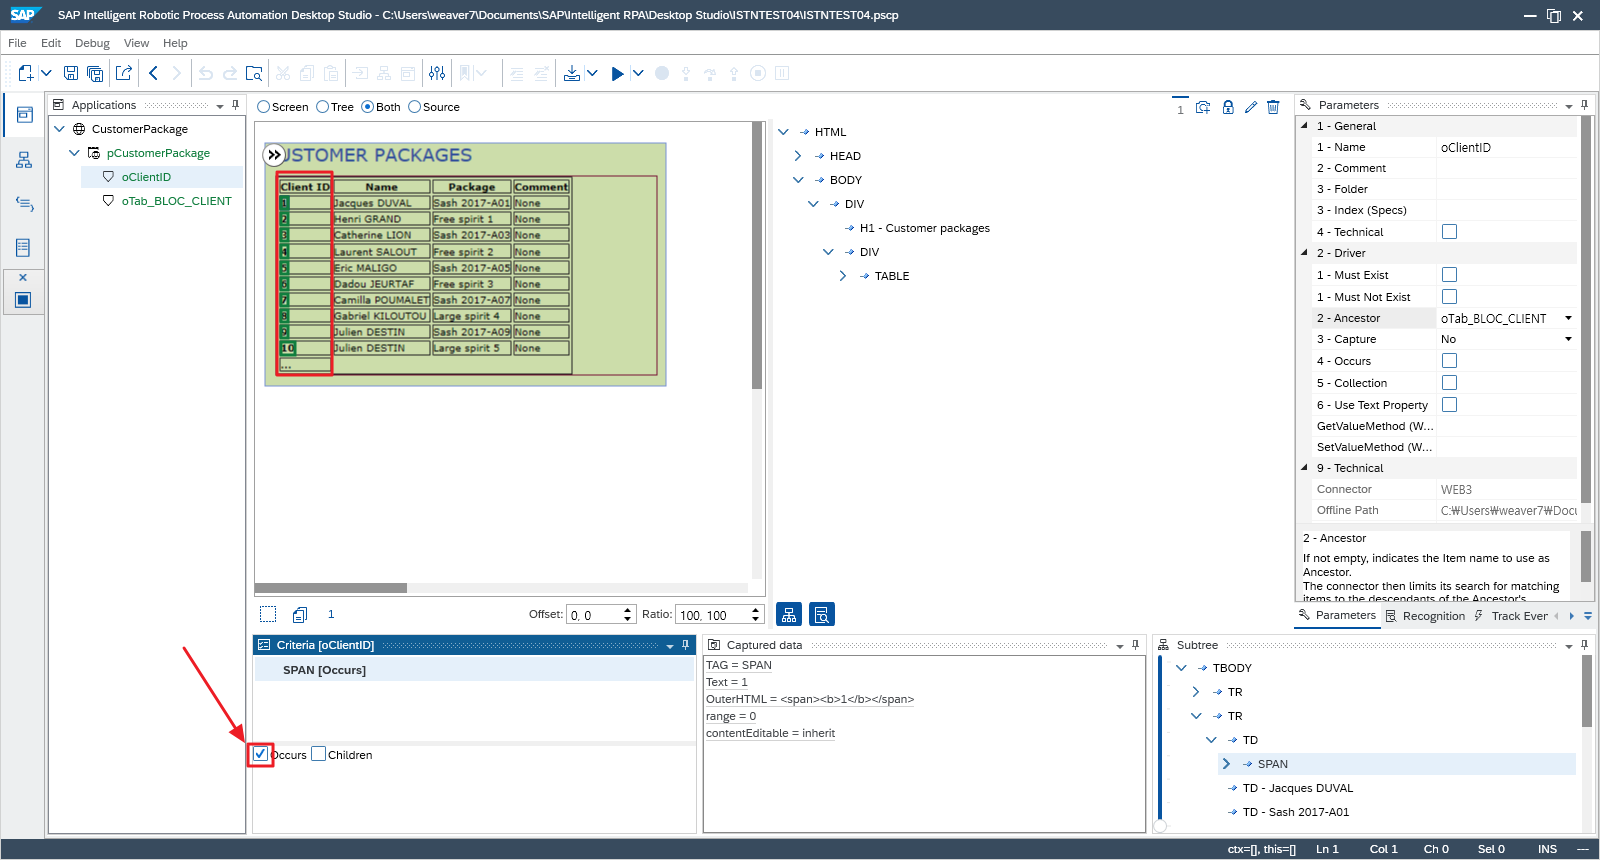 SAP SAP Intelligent Robotic Process Automation Desktop Studio - C:\Users\weaver7\Documents\SAP\Intelligent RPA\Desktop Studio\ISTNTEST04\ISTNTEST04.pscp
File Edit Debug View Help
Applications
CustomerPackage
pCustomerPackage
oClientID
oTab_BLOC_CLIENT
Screen Tree Both Source
1
USTOMER PACKAGES
Client ID Name Package Comment
1 Jacques DUVAL Sash 2017-A01 None
2 Henri GRAND Free spirit 1 None
3 Catherine LION Sash 2017-A03 None
4 Laurent SALOUT Free spirit 2 None
5 Eric MALIGO Sash 2017-A05 None
6 Dadou JEURTAF Free spirit 3 None
7 Camilla POUMALET Sash 2017-A07 None
8 Gabriel KILOUTOU Large spirit 4 None
9 Julien DESTIN Sash 2017-A09 None
10 Julien DESTIN Large spirit 5 None
...
1 Offset: 0, 0 Ratio: 100, 100
HTML
HEAD
BODY
DIV
H1 - Customer packages
DIV
TABLE
Parameters
1 - General
1 - Name oClientID
2 - Comment
3 - Folder
3 - Index (Specs)
4 - Technical
2 - Driver
1 - Must Exist
1 - Must Not Exist
2 - Ancestor oTab_BLOC_CLIENT
3 - Capture No
4 - Occurs
5 - Collection
6 - Use Text Property
GetValueMethod (W...
SetValueMethod (W...
9 - Technical
Connector WEB3
Offline Path C:₩Users₩weaver7₩Docu
2 - Ancestor
If not empty, indicates the Item name to use as
Ancestor.
The connector then limits its search for matching
items to the descendants of the Ancestor's
Parameters Recognition Track Ever
Criteria [oClientID]
SPAN [Occurs]
Occurs Children
Captured data
TAG = SPAN
Text = 1
OuterHTML = <span><b>1</b></span>
range = 0
contentEditable = inherit
Subtree
TBODY
TR
TR
TD
SPAN
TD - Jacques DUVAL
TD - Sash 2017-A01
ctx=[], this=[] Ln 1 Col 1 Ch 0 Sel 0 INS ---